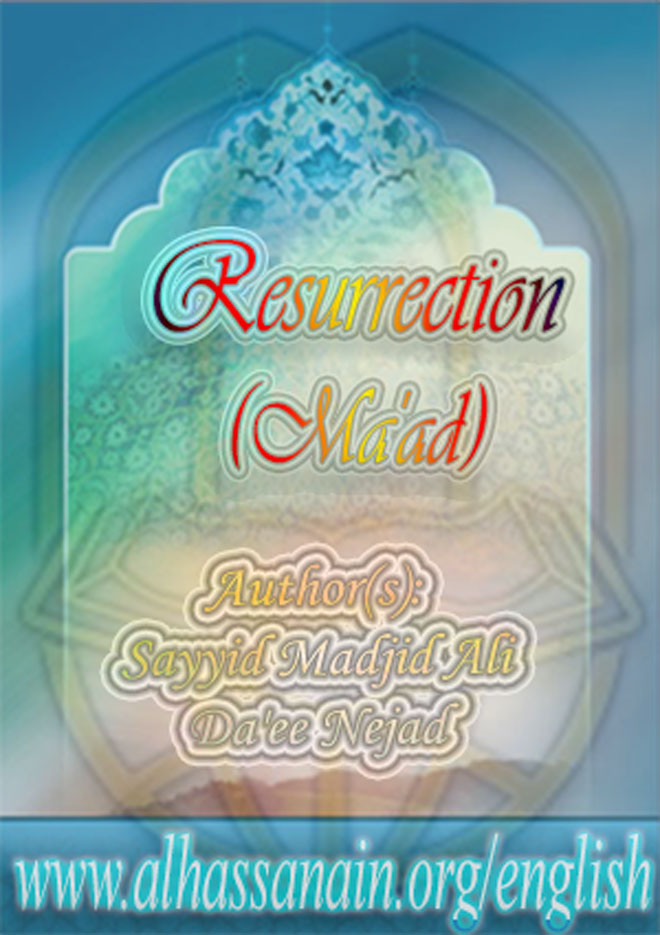 Resurrection
(Ma'ad)
Author(s):
Sayyid Madjid Ali
Da'ee Nejad
www.alhassanain.org/english